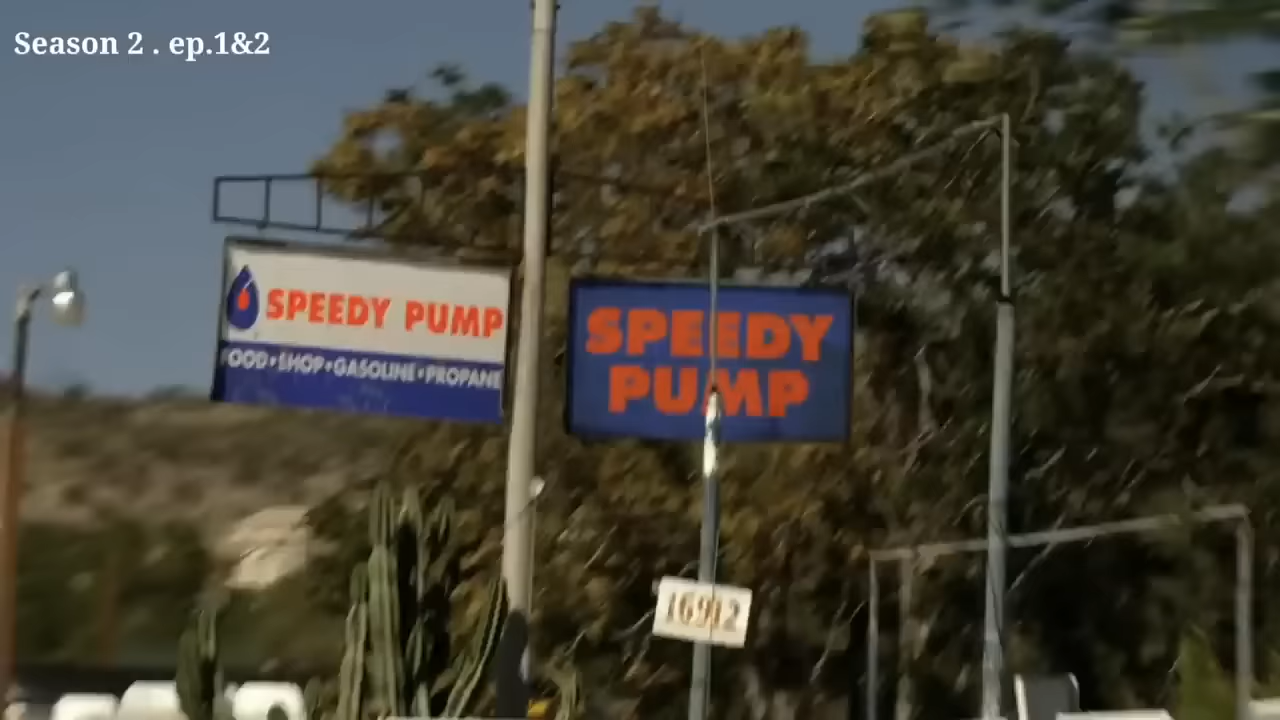 Season 2 . ep.1&2
SPEEDY PUMP
FOOD•SHOP•GASOLINE•PROPANE
SPEEDY
PUMP
16912